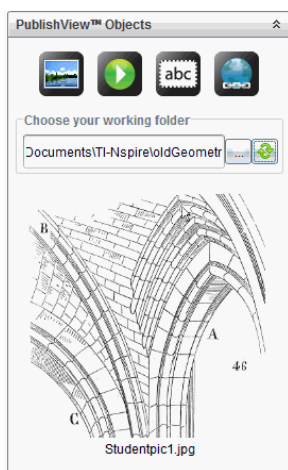 PublishView™ Objects
abc
Choose your working folder
Documents\TI-Nspire\oldGeometr
...
B
A
46
C
Studentpic1.jpg